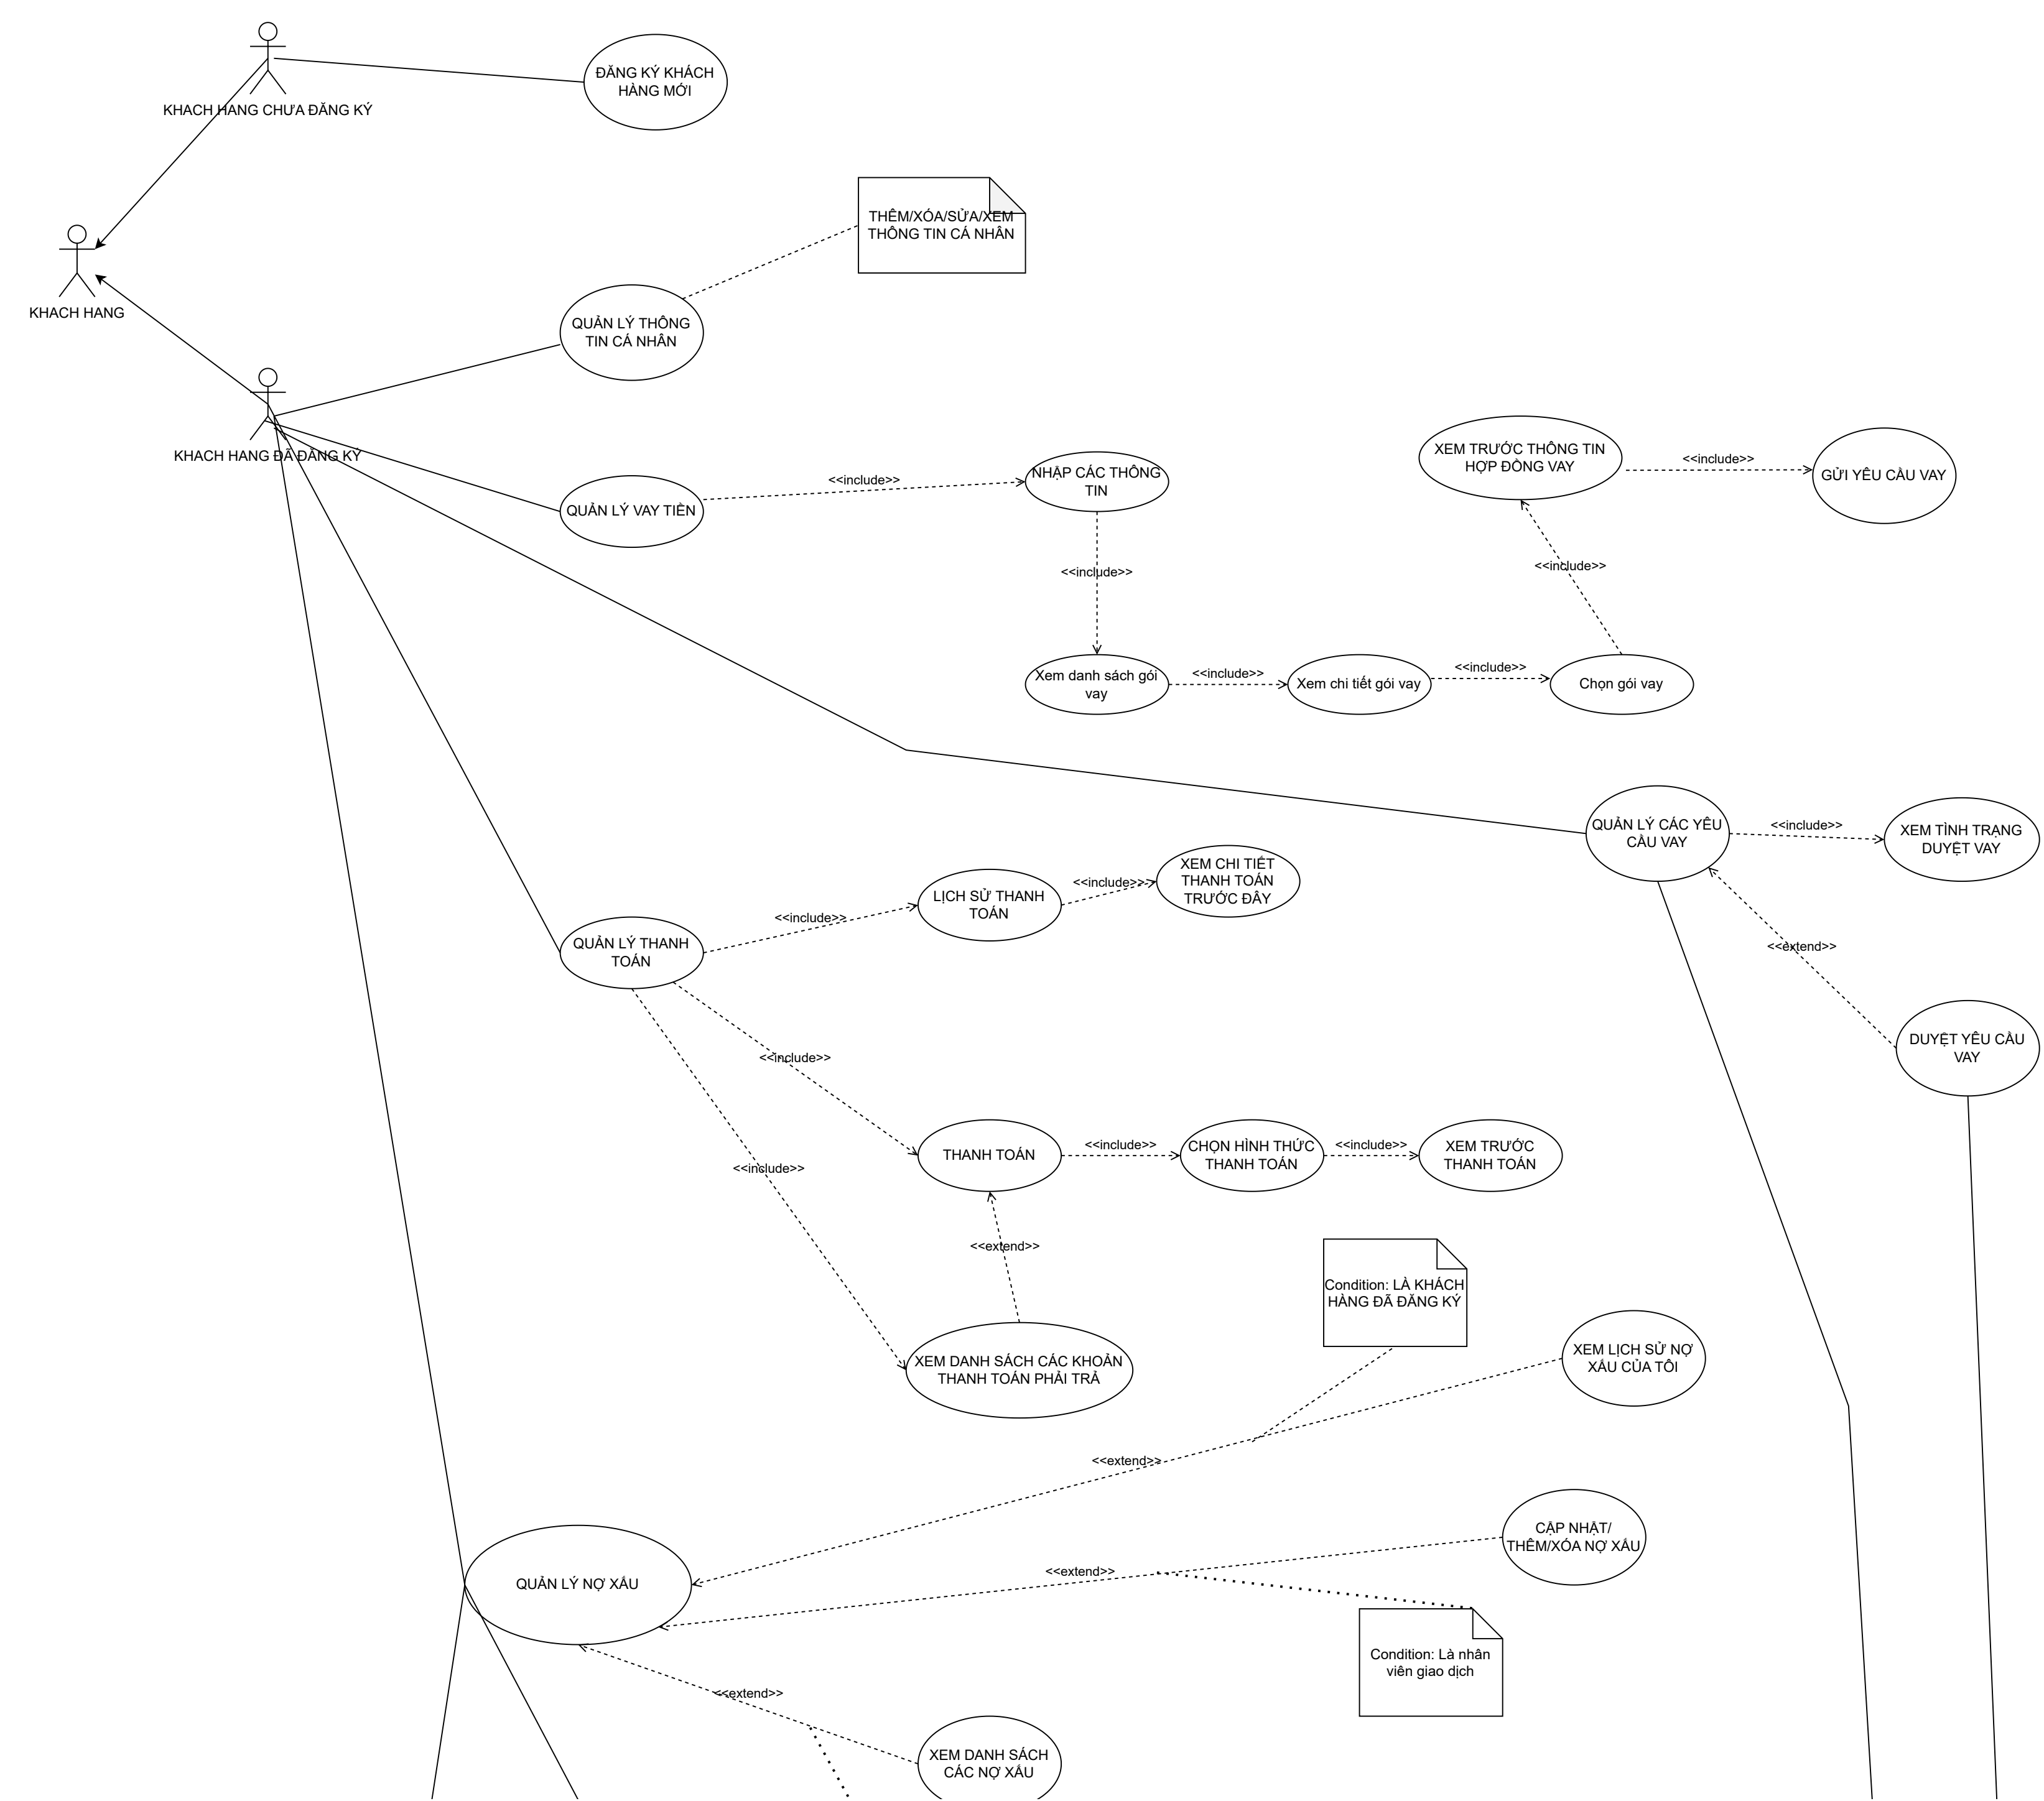 KHACH HANG CHƯA ĐĂNG KÝ
ĐĂNG KÝ KHÁCH
HÀNG MỚI
THÊM/XÓA/SỬA/XEM
THÔNG TIN CÁ NHÂN
KHACH HANG
QUẢN LÝ THÔNG
TIN CÁ NHÂN
KHACH HANG ĐÃ ĐĂNG KÝ
QUẢN LÝ VAY TIỀN
<<include>>
NHẬP CÁC THÔNG
TIN
XEM TRƯỚC THÔNG TIN
HỢP ĐỒNG VAY
<<include>>
GỬI YÊU CẦU VAY
<<include>>
<<include>>
Xem danh sách gói
vay
<<include>>
Xem chi tiết gói vay
<<include>>
Chọn gói vay
QUẢN LÝ CÁC YÊU
CẦU VAY
<<include>>
XEM TÌNH TRẠNG
DUYỆT VAY
<<extend>>
DUYỆT YÊU CẦU
VAY
QUẢN LÝ THANH
TOÁN
<<include>>
LỊCH SỬ THANH
TOÁN
<<include>>
XEM CHI TIẾT
THANH TOÁN
TRƯỚC ĐÂY
<<include>>
<<include>>
THANH TOÁN
<<include>>
CHỌN HÌNH THỨC
THANH TOÁN
<<include>>
XEM TRƯỚC
THANH TOÁN
<<extend>>
XEM DANH SÁCH CÁC KHOẢN
THANH TOÁN PHẢI TRẢ
Condition: LÀ KHÁCH
HÀNG ĐÃ ĐĂNG KÝ
XEM LỊCH SỬ NỢ
XẤU CỦA TÔI
<<extend>>
QUẢN LÝ NỢ XẤU
<<extend>>
CẬP NHẬT/
THÊM/XÓA NỢ XẤU
Condition: Là nhân
viên giao dịch
<<extend>>
XEM DANH SÁCH
CÁC NỢ XẤU